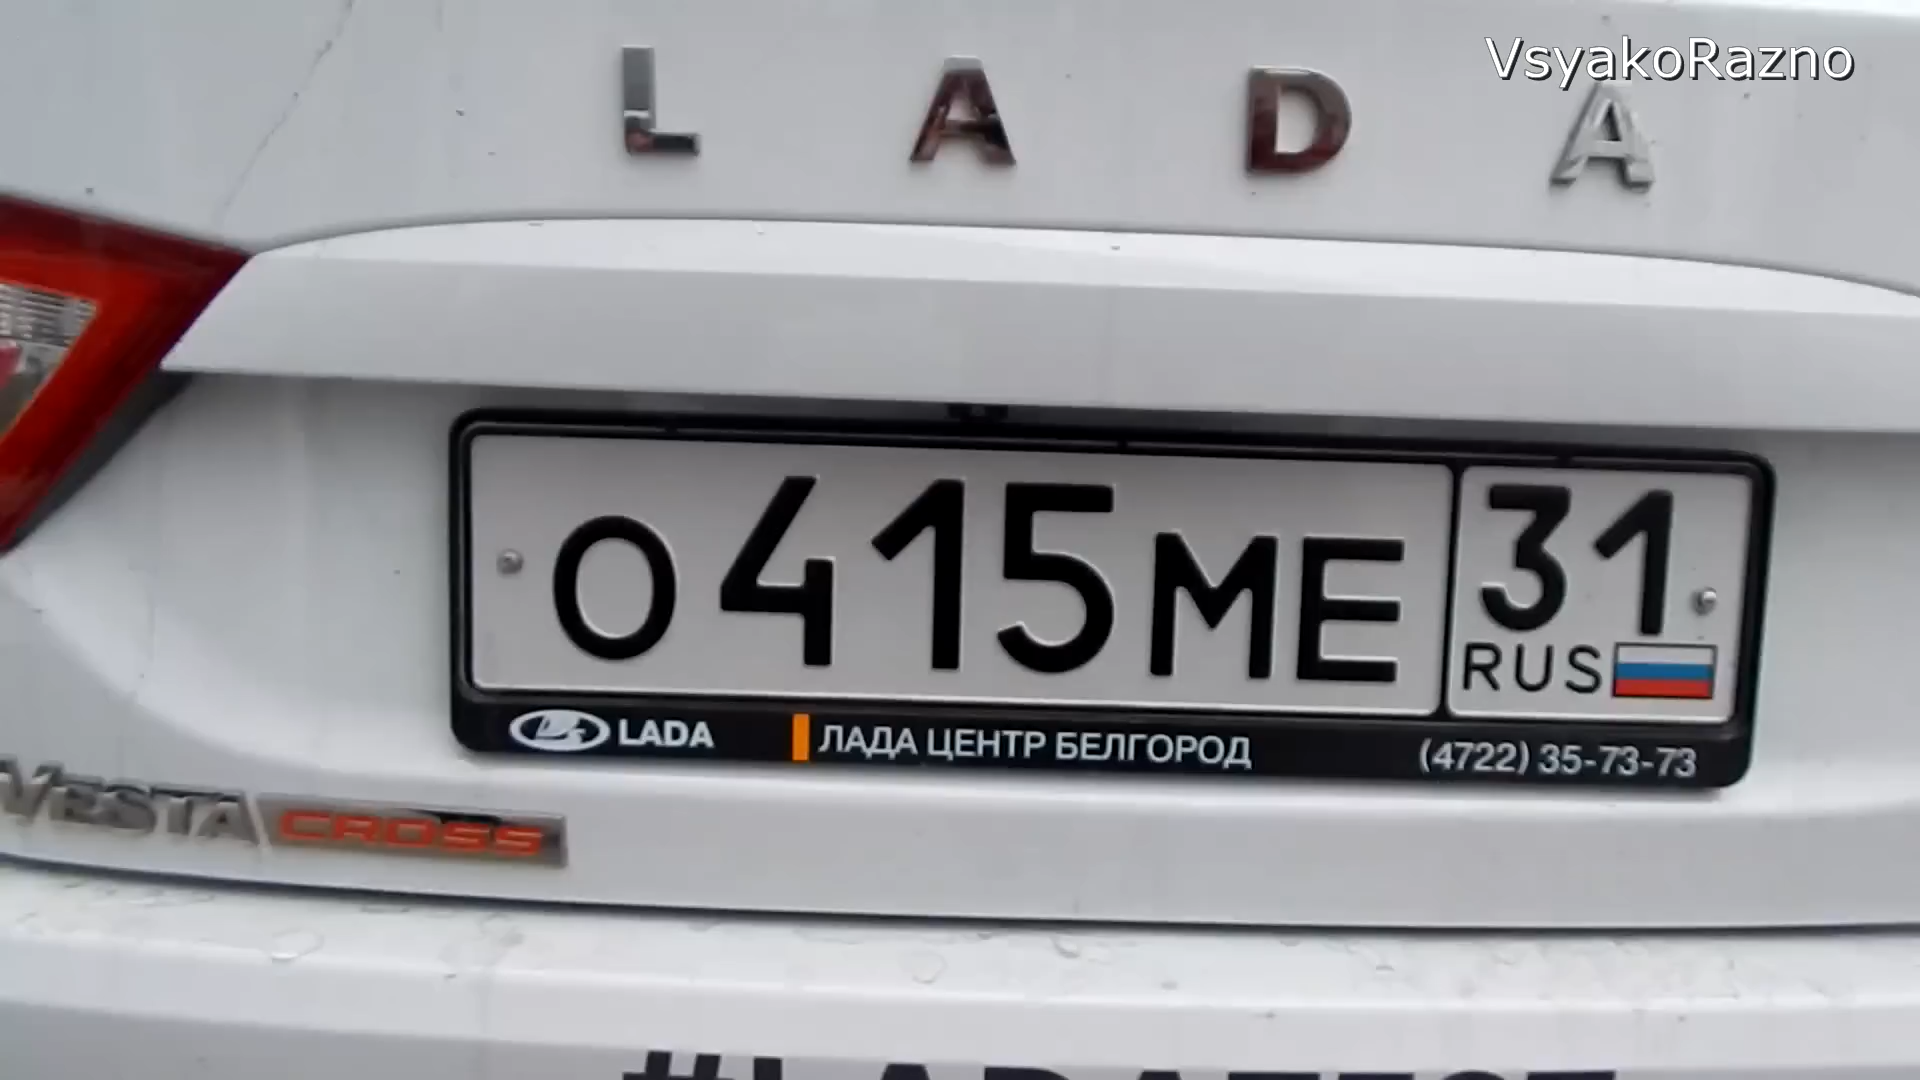 VsyakoRazno
LADA
О415МЕ 31
RUS
LADA ЛАДА ЦЕНТР БЕЛГОРОД (4722) 35-73-73
VESTA CROSS